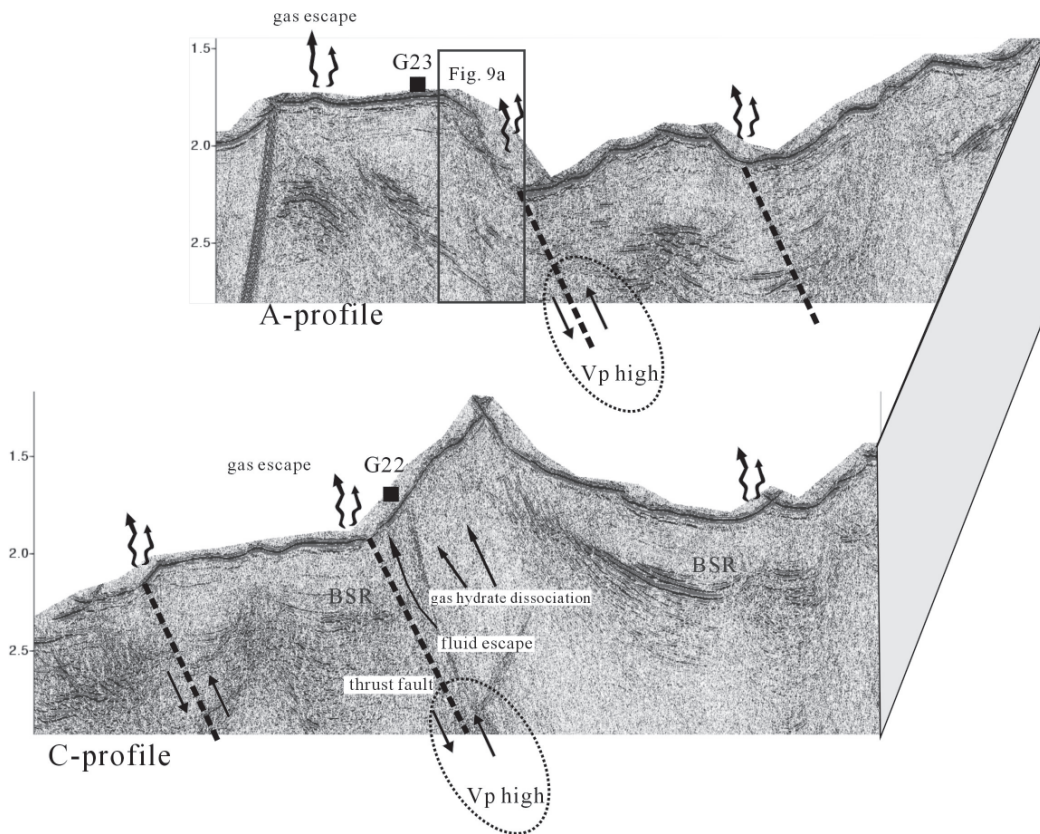 gas escape
1.5
G23
Fig. 9a
2.0
2.5
A-profile
Vp high
1.5
gas escape
G22
2.0
BSR
BSR
gas hydrate dissociation
2.5
fluid escape
thrust fault
C-profile
Vp high